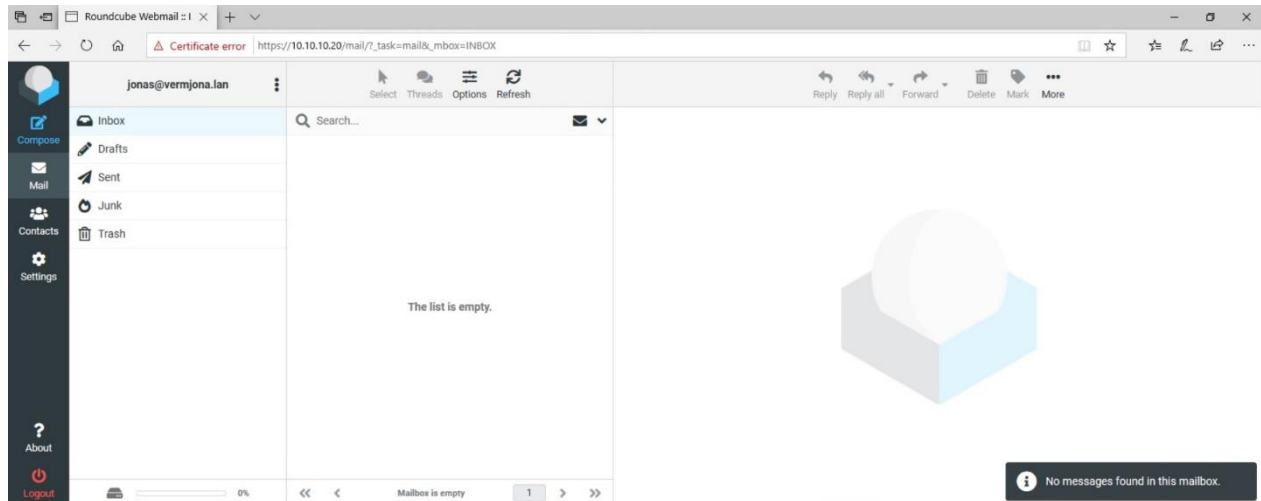 Roundcube Webmail :: I
Certificate error https://10.10.10.20/mail/?_task=mail&_mbox=INBOX
jonas@vermjona.lan
Select Threads Options Refresh
Reply Reply all Forward Delete Mark More
Compose
Mail
Contacts
Settings
About
Logout
Inbox
Drafts
Sent
Junk
Trash
0%
Search...
The list is empty.
Mailbox is empty 1
No messages found in this mailbox.